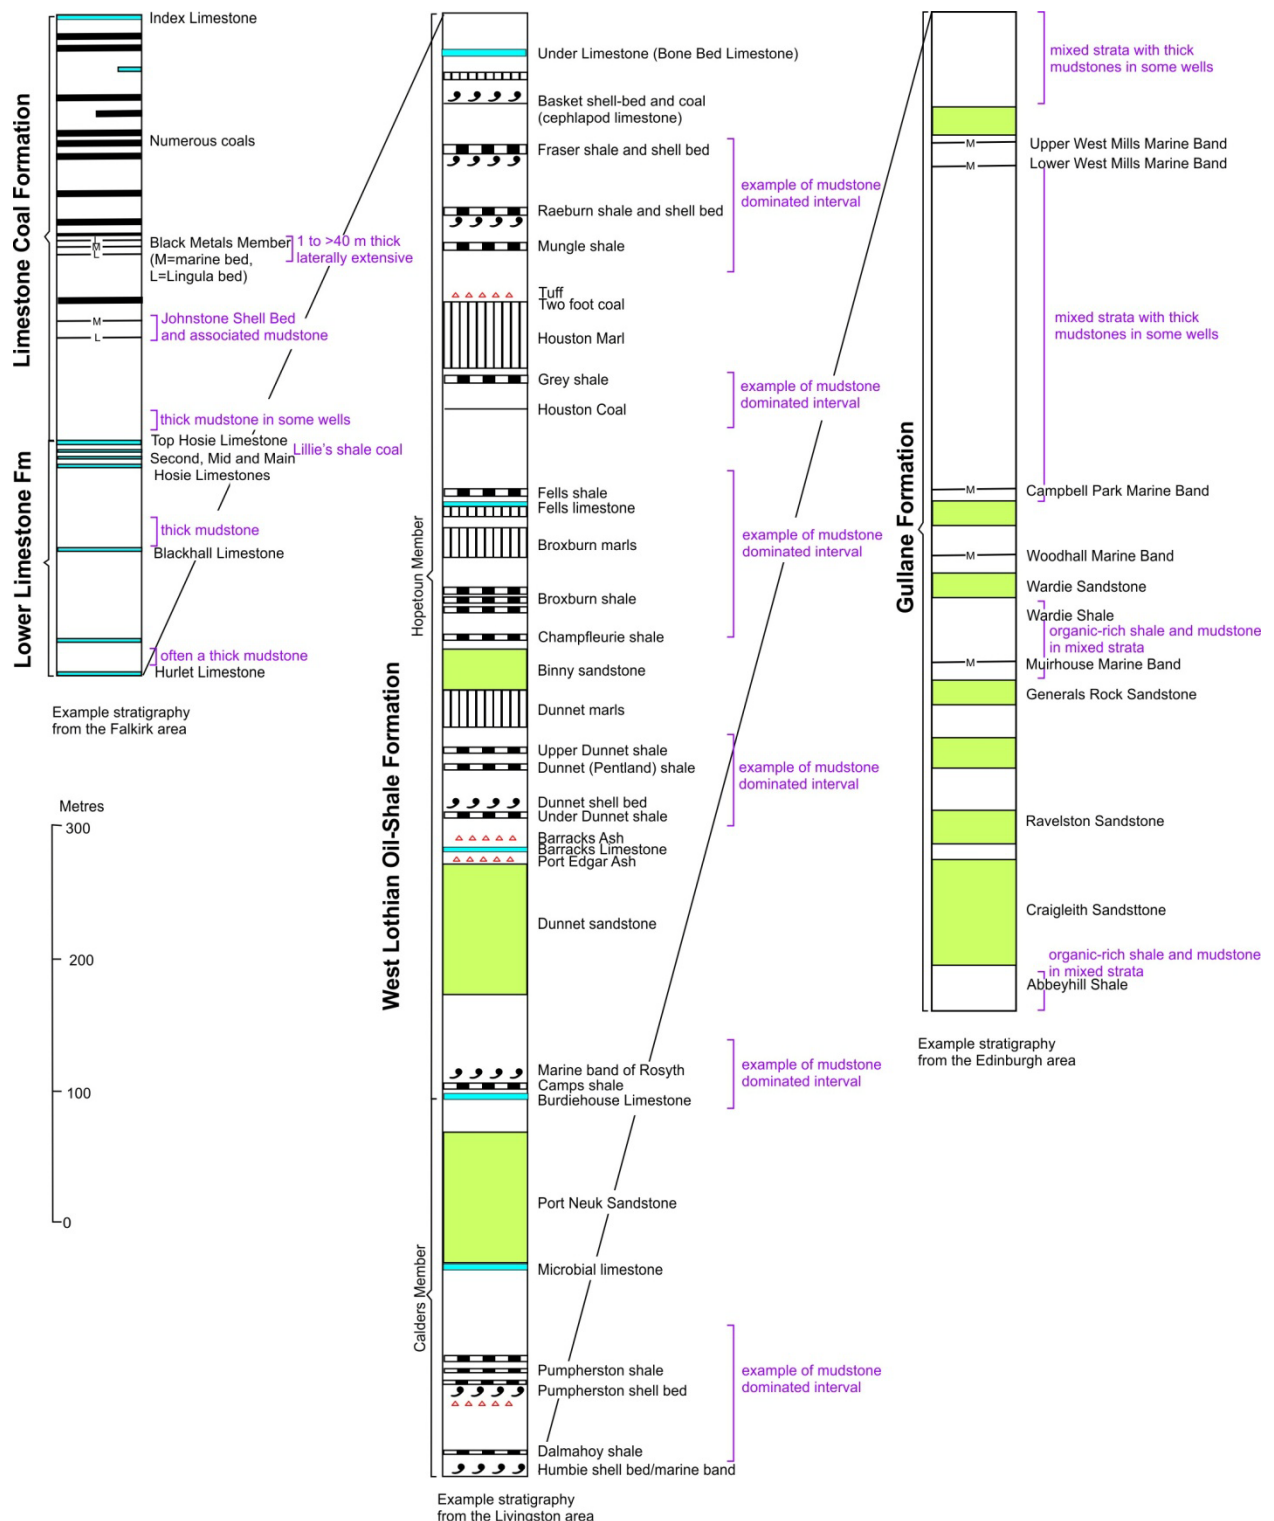 Limestone Coal Formation
Lower Limestone Fm
Index Limestone
Numerous coals
L
M
L
Black Metals Member
(M=marine bed,
L=Lingula bed)
1 to >40 m thick
laterally extensive
M
L
Johnstone Shell Bed
and associated mudstone
thick mudstone in some wells
Top Hosie Limestone
Lillie's shale coal
Second, Mid and Main
Hosie Limestones
thick mudstone
Blackhall Limestone
often a thick mudstone
Hurlet Limestone
Example stratigraphy
from the Falkirk area
Metres
300
200
100
0
West Lothian Oil-Shale Formation
Hopetoun Member
Calders Member
Under Limestone (Bone Bed Limestone)
Basket shell-bed and coal
(cephlapod limestone)
Fraser shale and shell bed
example of mudstone
dominated interval
Raeburn shale and shell bed
Mungle shale
Tuff
Two foot coal
Houston Marl
Grey shale
example of mudstone
dominated interval
Houston Coal
Fells shale
Fells limestone
example of mudstone
dominated interval
Broxburn marls
Broxburn shale
Champfleurie shale
Binny sandstone
Dunnet marls
Upper Dunnet shale
Dunnet (Pentland) shale
example of mudstone
dominated interval
Dunnet shell bed
Under Dunnet shale
Barracks Ash
Barracks Limestone
Port Edgar Ash
Dunnet sandstone
Marine band of Rosyth
Camps shale
Burdiehouse Limestone
example of mudstone
dominated interval
Port Neuk Sandstone
Microbial limestone
Pumpherston shale
Pumpherston shell bed
example of mudstone
dominated interval
Dalmahoy shale
Humbie shell bed/marine band
Example stratigraphy
from the Livingston area
Gullane Formation
mixed strata with thick
mudstones in some wells
M
Upper West Mills Marine Band
M
Lower West Mills Marine Band
mixed strata with thick
mudstones in some wells
M
Campbell Park Marine Band
M
Woodhall Marine Band
Wardie Sandstone
Wardie Shale
organic-rich shale and mudstone
in mixed strata
M
Muirhouse Marine Band
Generals Rock Sandstone
Ravelston Sandstone
Craigleith Sandsttone
organic-rich shale and mudstone
in mixed strata
Abbeyhill Shale
Example stratigraphy
from the Edinburgh area